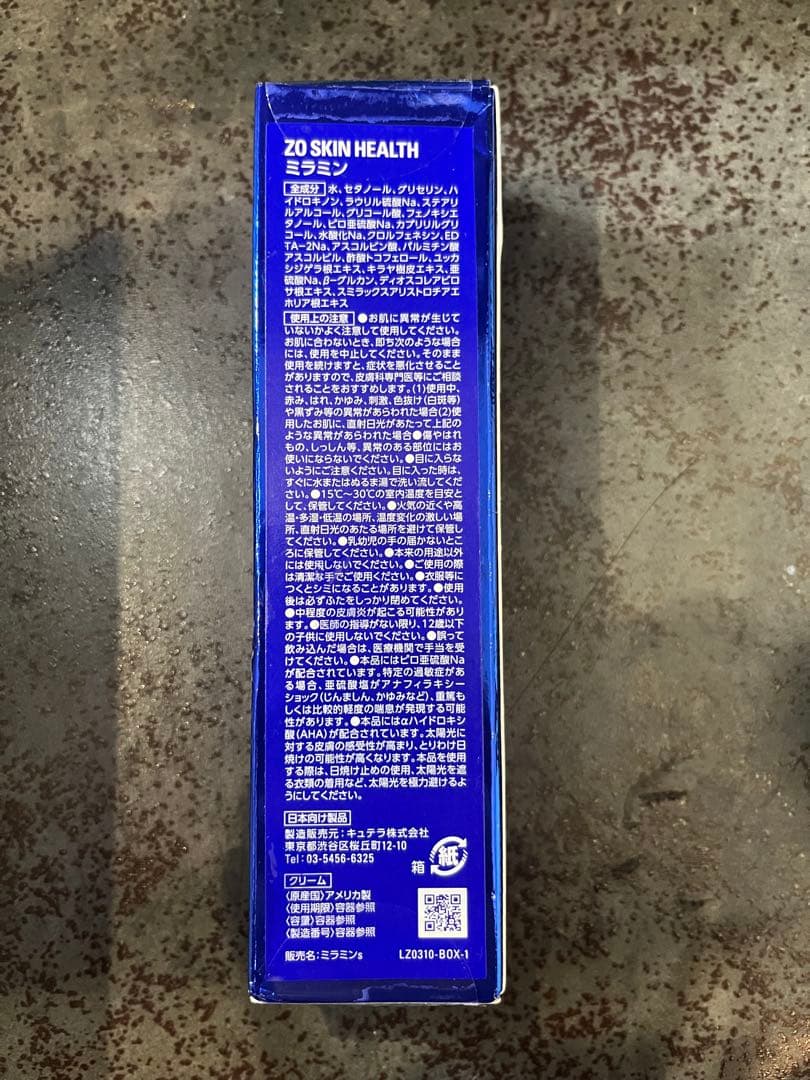 ZO SKIN HEALTH
ミラミン
全成分 水、セタノール、グリセリン、ハ
イドロキノン、ラウリル硫酸Na、ステアリ
ルアルコール、グリコール酸、フェノキシエ
タノール、ピロ亜硫酸Na、カプリリルグリ
コール、水酸化Na、クロルフェネシン、ED
TA-2Na、アスコルビン酸、パルミチン酸
アスコルビル、酢酸トコフェロール、ユッカ
シジゲラ根エキス、キラヤ樹皮エキス、亜
硫酸Na、β-グルカン、ディオスコレアビロ
サ根エキス、スミラックスアリストロチアエ
ホリア根エキス
使用上の注意 ●お肌に異常が生じて
いないかよく注意して使用してください。
お肌に合わないとき、即ち次のような場合
には、使用を中止してください。そのまま
使用を続けますと、症状を悪化させること
がありますので、皮膚科専門医等にご相談
されることをおすすめします。(1)使用中、
赤み、はれ、かゆみ、刺激、色抜け(白斑等)
や黒ずみ等の異常があらわれた場合(2)使
用したお肌に、直射日光があたって上記の
ような異常があらわれた場合●傷やはれ
もの、しっしん等、異常のある部位にはお
使いにならないでください。●目に入らな
いようにご注意ください。目に入った時は、
すぐに水またはぬるま湯で洗い流してくだ
さい。●15℃~30℃の室内温度を目安と
して、保管してください。●火気の近くや高
温・多湿・低温の場所、温度変化の激しい場
所、直射日光のあたる場所を避けて保管し
てください。●乳幼児の手の届かないとこ
ろに保管してください。●本来の用途以外
には使用しないでください。●ご使用の際
は清潔な手でご使用ください。●衣服等に
つくとシミになることがあります。●使用
後は必ずふたをしっかり閉めてください。
●中程度の皮膚炎が起こる可能性があり
ます。●医師の指導がない限り、12歳以下
の子供に使用しないでください。●誤って
飲み込んだ場合は、医療機関で手当を受
けてください。●本品にはピロ亜硫酸Na
が配合されています。特定の過敏症があ
る場合、亜硫酸塩がアナフィラキシー
ショック(じんましん、かゆみなど)、重篤も
しくは比較的軽度の喘息が発現する可能
性があります。●本品にはαハイドロキシ
酸(AHA)が配合されています。太陽光
に対する皮膚の感受性が高まり、とりわけ日
焼けの可能性が高くなります。本品を使用
する際は、日焼け止めの使用、太陽光を遮
る衣類の着用など、太陽光を極力避けるよ
うにしてください。
日本向け製品
製造販売元:キュテラ株式会社
東京都渋谷区桜丘町12-10
Tel:03-5456-6325
箱 紙
クリーム
〈原産国〉アメリカ製
〈使用期限〉容器参照
〈容量〉容器参照
〈製造番号〉容器参照
販売名:ミラミンs LZ0310-BOX-1